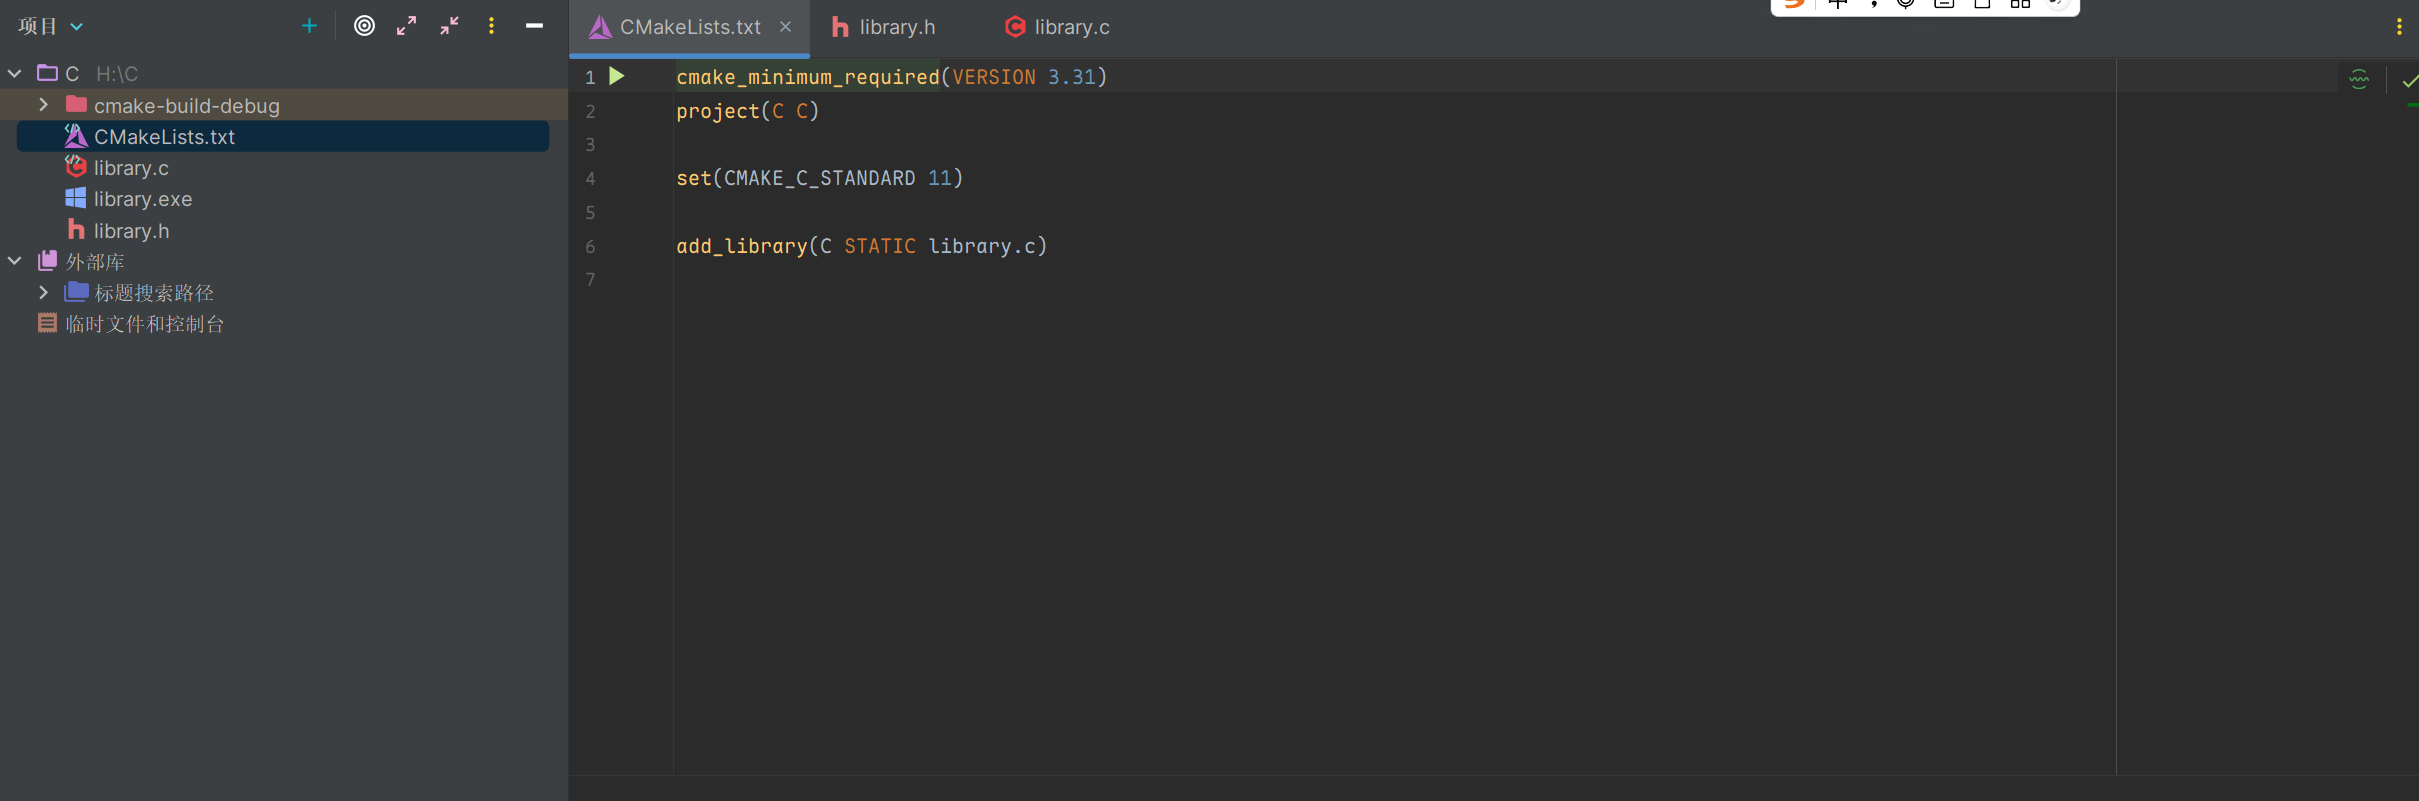 项目
C H:\C
cmake-build-debug
CMakeLists.txt
library.c
library.exe
library.h
外部库
标题搜索路径
临时文件和控制台
CMakeLists.txt
library.h
library.c
1 cmake_minimum_required(VERSION 3.31)
2 project(C C)
3
4 set(CMAKE_C_STANDARD 11)
5
6 add_library(C STATIC library.c)
7